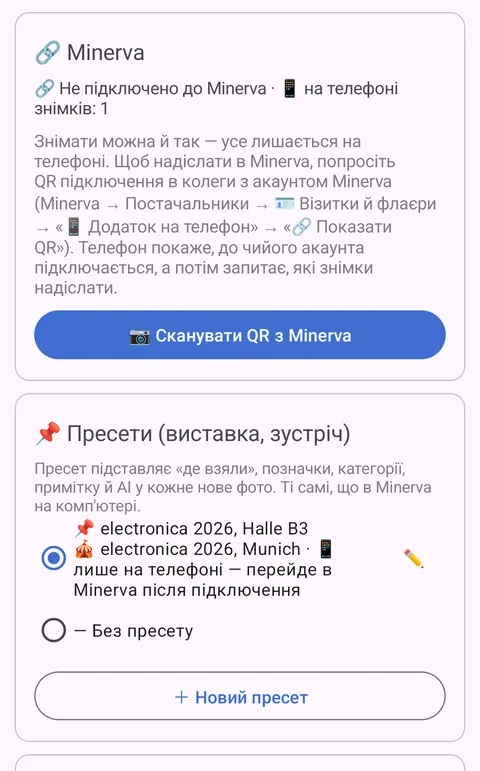 🔗 Minerva
🔗 Не підключено до Minerva · 📱 на телефоні
знімків: 1
Знімати можна й так — усе лишається на
телефоні. Щоб надіслати в Minerva, попросіть
QR підключення в колеги з акаунтом Minerva
(Minerva → Постачальники → 🪪 Візитки й флаєри
→ «📱 Додаток на телефон» → «🔗 Показати
QR»). Телефон покаже, до чийого акаунта
підключається, а потім запитає, які знімки
надіслати.
📷 Сканувати QR з Minerva
📌 Пресети (виставка, зустріч)
Пресет підставляє «де взяли», позначки, категорії,
примітку й AI у кожне нове фото. Ті самі, що в Minerva
на комп'ютері.
📌 electronica 2026, Halle B3
🎪 electronica 2026, Munich · 📱
лише на телефоні — перейде в
Minerva після підключення
✏️
— Без пресету
+ Новий пресет